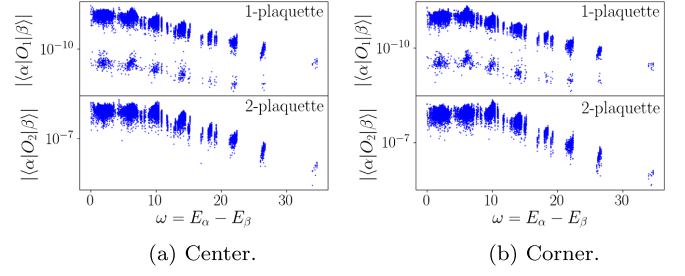 1-plaquette
1-plaquette
|⟨α|O₁|β⟩|
10⁻¹⁰
|⟨α|O₁|β⟩|
10⁻¹⁰
2-plaquette
2-plaquette
|⟨α|O₂|β⟩|
10⁻⁷
|⟨α|O₂|β⟩|
10⁻⁷
0 10 20 30
0 10 20 30
ω = E_α − E_β
ω = E_α − E_β
(a) Center.
(b) Corner.